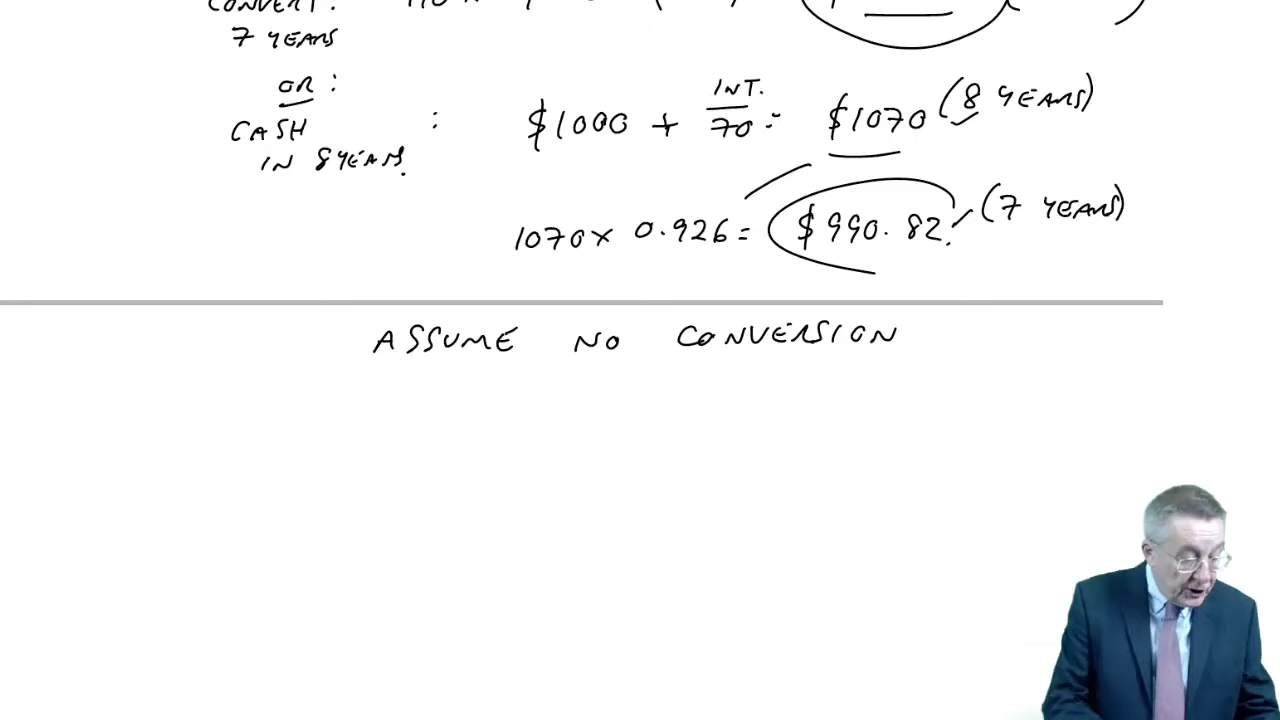 CONVERT:
7 YEARS
OR:
CASH : $1000 + INT. 70 = $1070 (8 YEARS)
IN 8 YEARS.
1070 x 0.926 = $990.82. (7 YEARS)
ASSUME NO CONVERSION